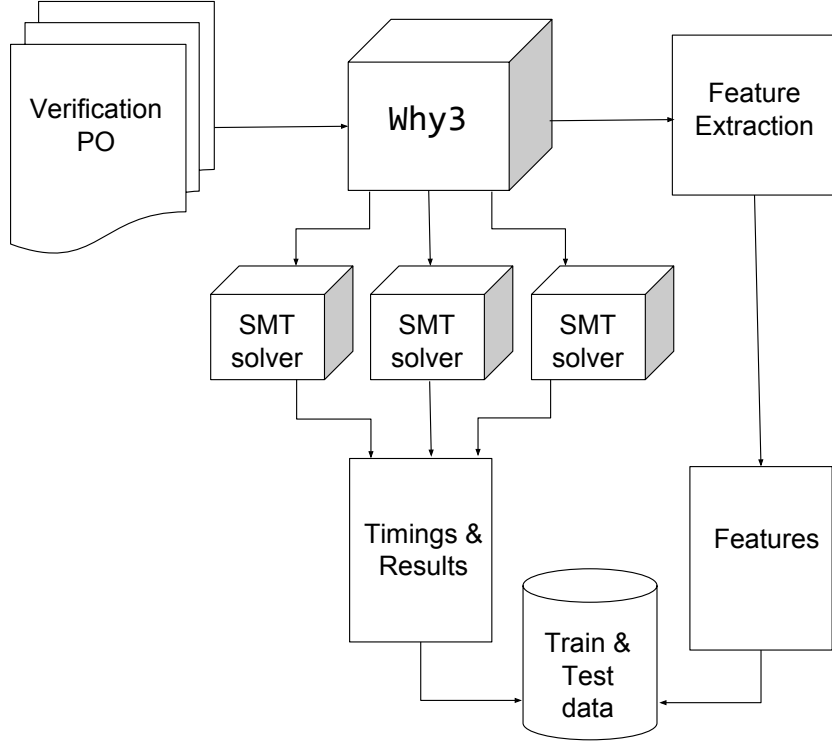 Verification
PO
Why3
Feature
Extraction
SMT
solver
SMT
solver
SMT
solver
Timings &
Results
Features
Train &
Test
data